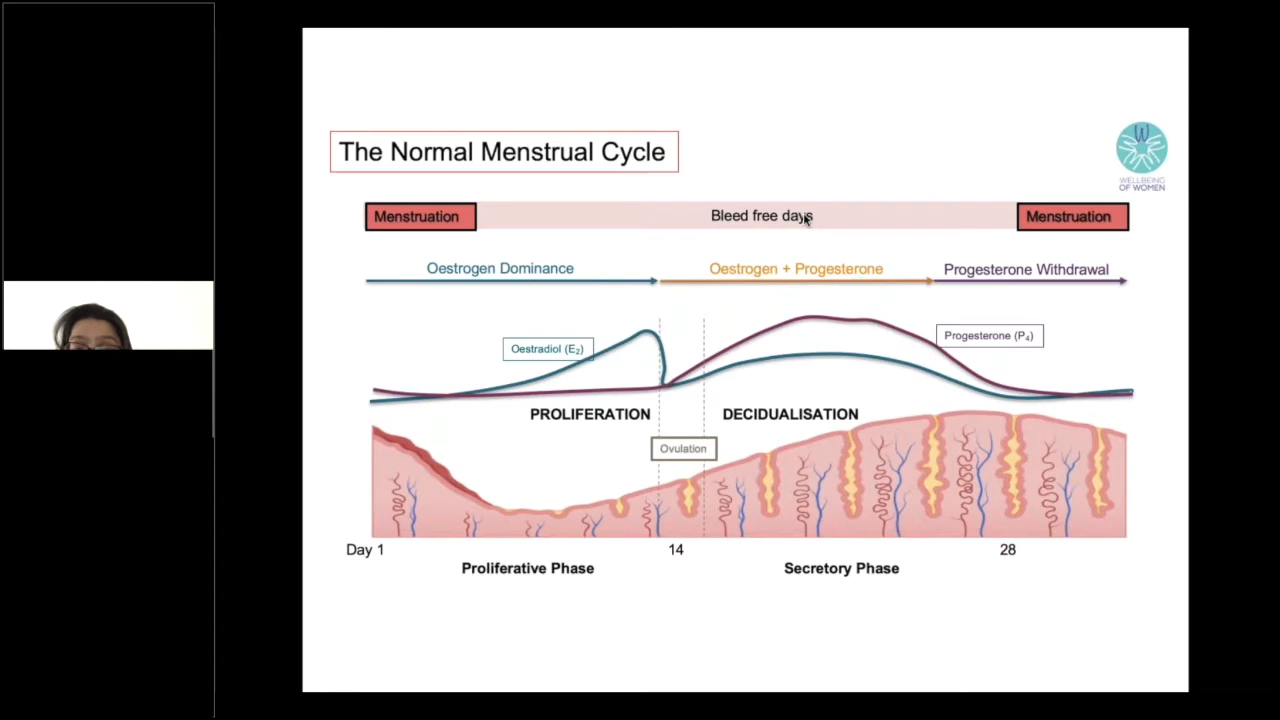 The Normal Menstrual Cycle
WELLBEING
OF WOMEN
Menstruation
Bleed free days
Menstruation
Oestrogen Dominance
Oestrogen + Progesterone
Progesterone Withdrawal
Oestradiol (E₂)
Progesterone (P₄)
PROLIFERATION
DECIDUALISATION
Ovulation
Day 1
14
28
Proliferative Phase
Secretory Phase